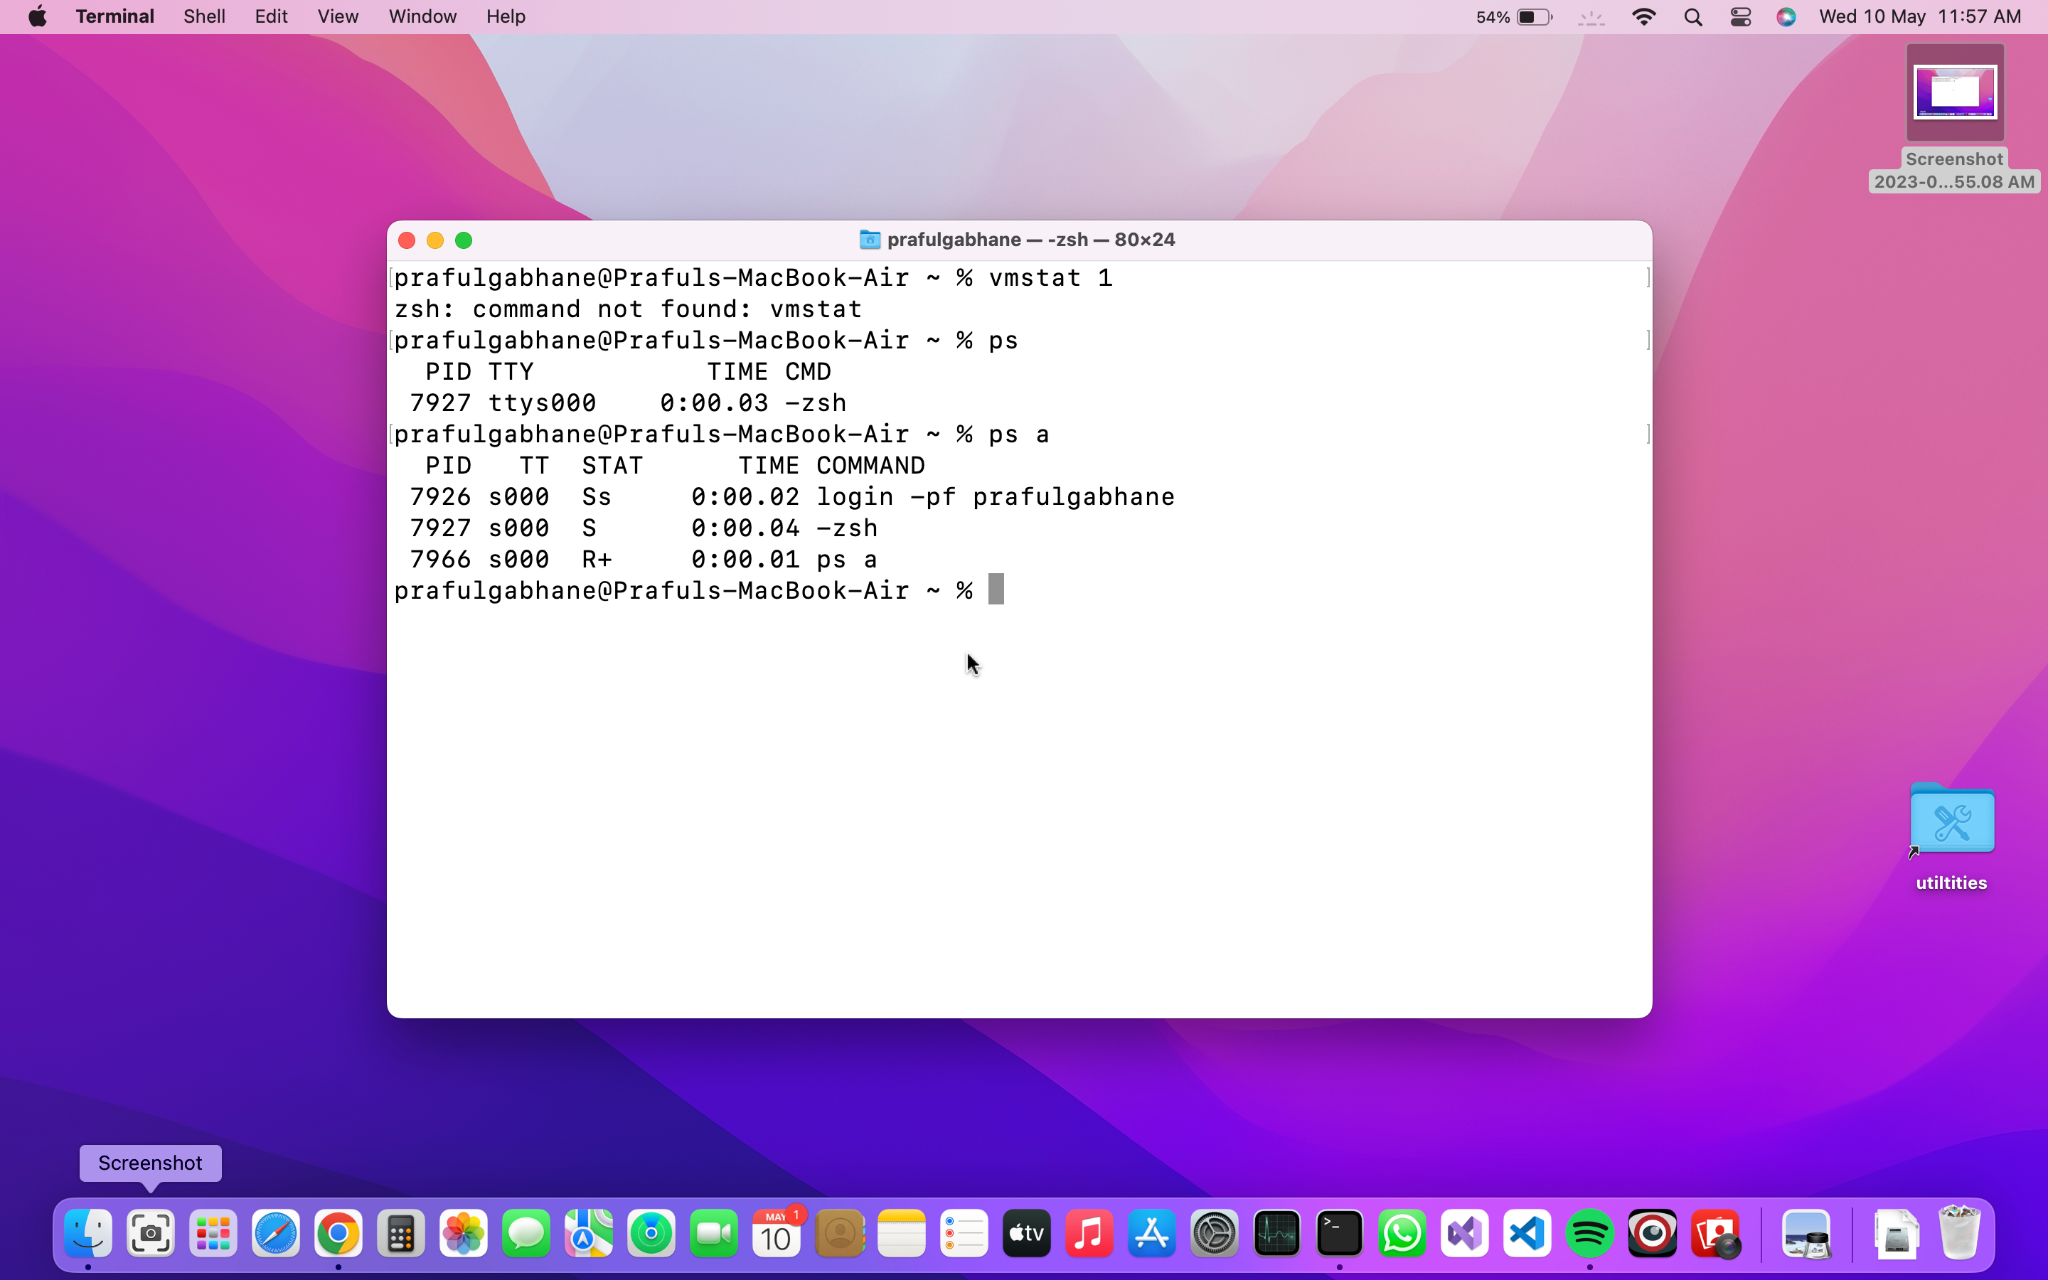 Terminal Shell Edit View Window Help 54% Wed 10 May 11:57 AM
Screenshot
2023-0...55.08 AM
prafulgabhane — -zsh — 80×24
[prafulgabhane@Prafuls-MacBook-Air ~ % vmstat 1 ]
zsh: command not found: vmstat
[prafulgabhane@Prafuls-MacBook-Air ~ % ps ]
PID TTY TIME CMD
7927 ttys000 0:00.03 -zsh
[prafulgabhane@Prafuls-MacBook-Air ~ % ps a ]
PID TT STAT TIME COMMAND
7926 s000 Ss 0:00.02 login -pf prafulgabhane
7927 s000 S 0:00.04 -zsh
7966 s000 R+ 0:00.01 ps a
prafulgabhane@Prafuls-MacBook-Air ~ %
utiltities
Screenshot
MAY 1
10
tv
>_